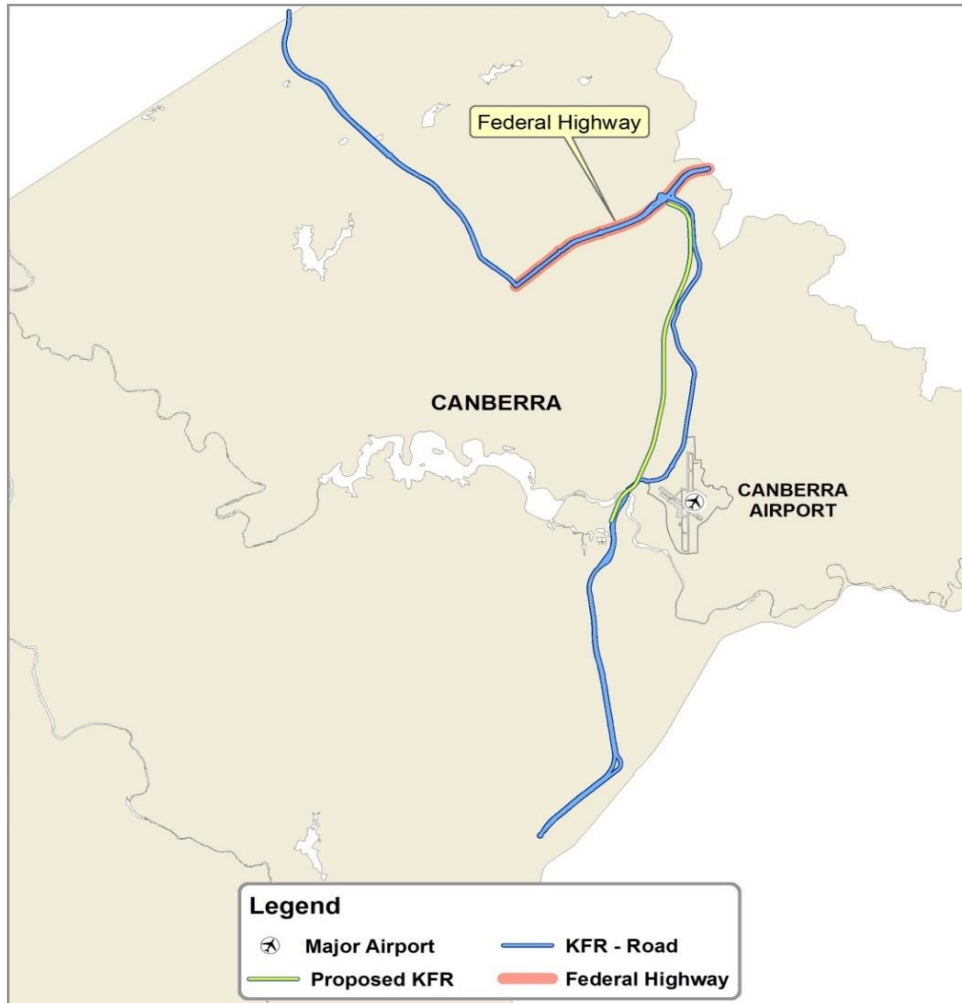 Federal Highway
CANBERRA
CANBERRA
AIRPORT
Legend
Major Airport
KFR - Road
Proposed KFR
Federal Highway